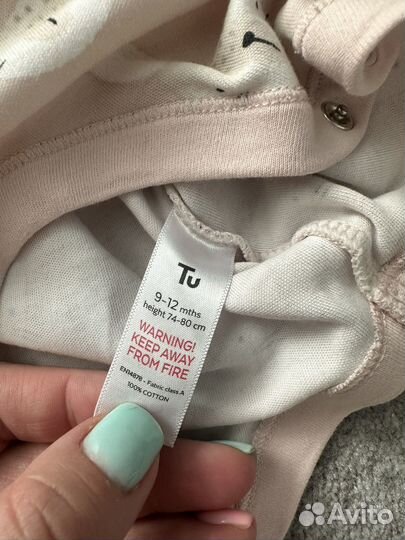 Tu
9-12 mths
height 74-80 cm
WARNING!
KEEP AWAY
FROM FIRE
EN14878 - Fabric class A
100% COTTON
Avito